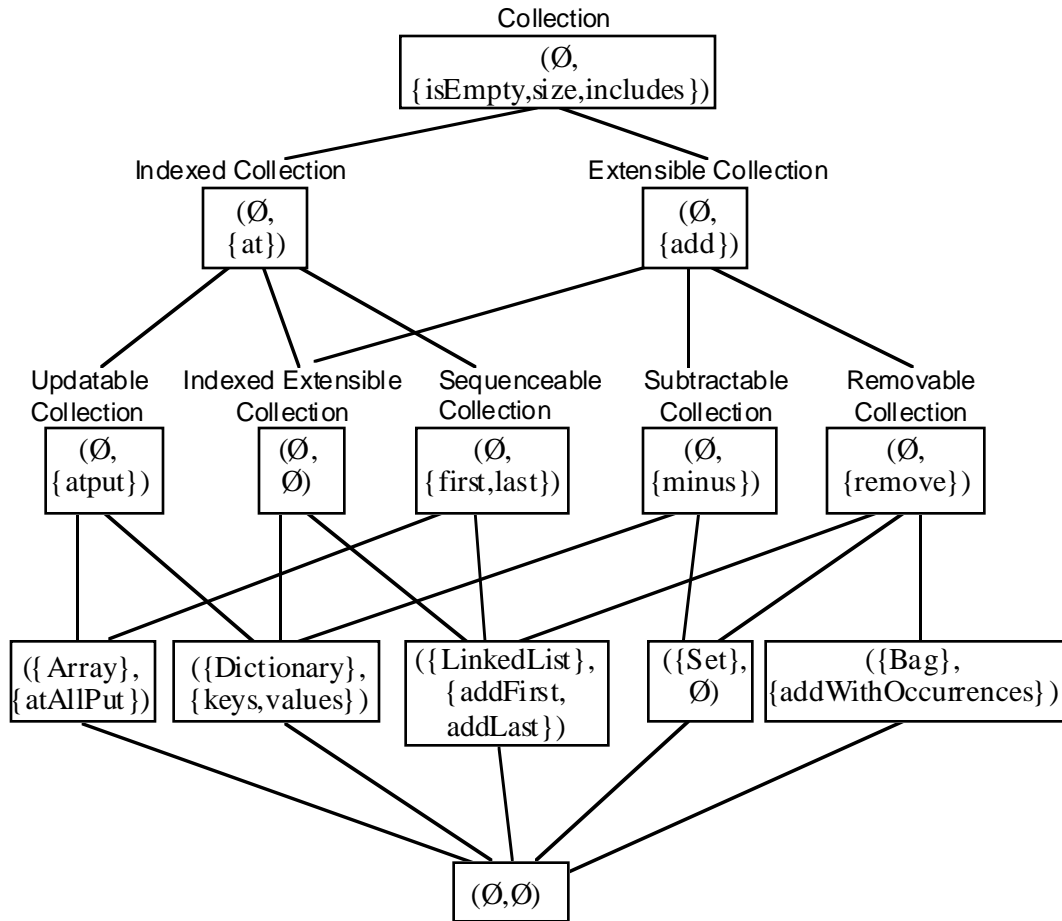 Collection
(Ø,
{isEmpty,size,includes})
Indexed Collection
(Ø,
{at})
Extensible Collection
(Ø,
{add})
Updatable
Collection
(Ø,
{atput})
Indexed Extensible
Collection
(Ø,
Ø)
Sequenceable
Collection
(Ø,
{first,last})
Subtractable
Collection
(Ø,
{minus})
Removable
Collection
(Ø,
{remove})
({Array},
{atAllPut})
({Dictionary},
{keys,values})
({LinkedList},
{addFirst,
addLast})
({Set},
Ø)
({Bag},
{addWithOccurrences})
(Ø,Ø)